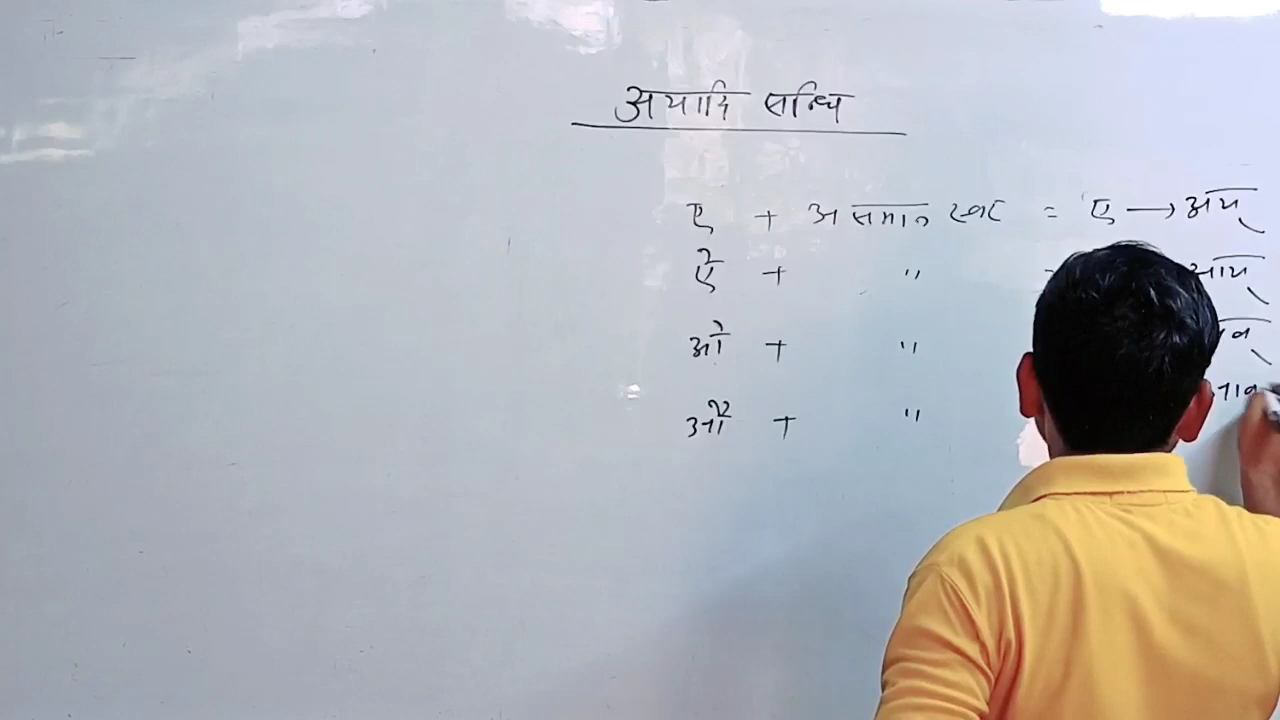 अयादि सन्धि
ए + असमान स्वर = ए → अय्
ऐ + " = आय्
ओ + "
औ + "